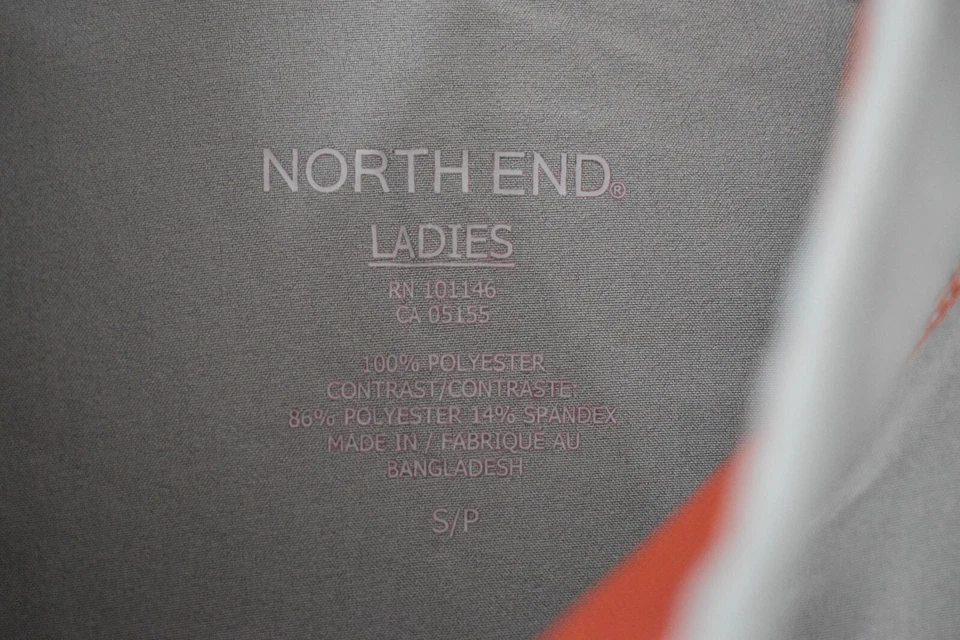 NORTH END®
LADIES
RN 101146
CA 05155
100% POLYESTER
CONTRAST/CONTRASTE:
86% POLYESTER 14% SPANDEX
MADE IN / FABRIQUÉ AU
BANGLADESH
S/P